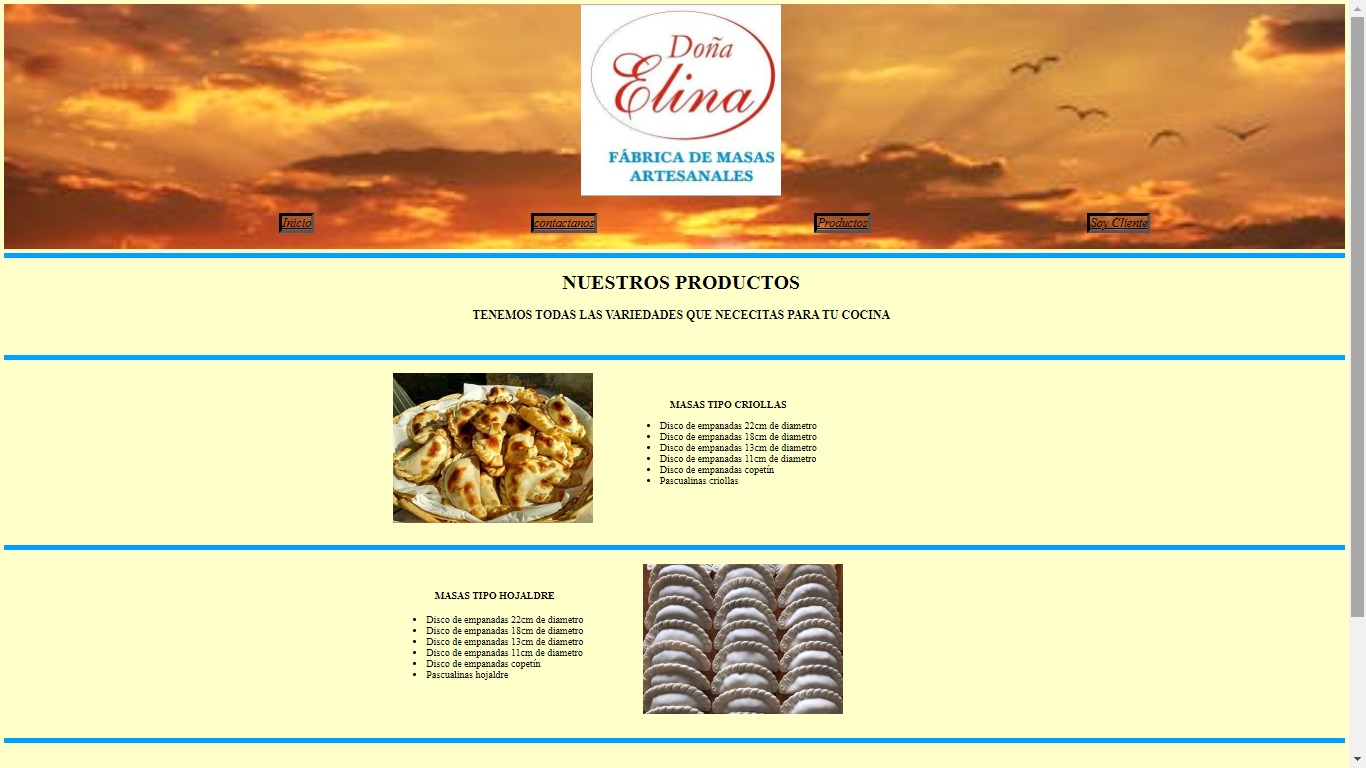 Doña
Elina
FÁBRICA DE MASAS
ARTESANALES
Inicio contactanos Productos Soy Cliente
NUESTROS PRODUCTOS
TENEMOS TODAS LAS VARIEDADES QUE NECECITAS PARA TU COCINA
MASAS TIPO CRIOLLAS
Disco de empanadas 22cm de diametro
Disco de empanadas 18cm de diametro
Disco de empanadas 13cm de diametro
Disco de empanadas 11cm de diametro
Disco de empanadas copetín
Pascualinas criollas
MASAS TIPO HOJALDRE
Disco de empanadas 22cm de diametro
Disco de empanadas 18cm de diametro
Disco de empanadas 13cm de diametro
Disco de empanadas 11cm de diametro
Disco de empanadas copetín
Pascualinas hojaldre